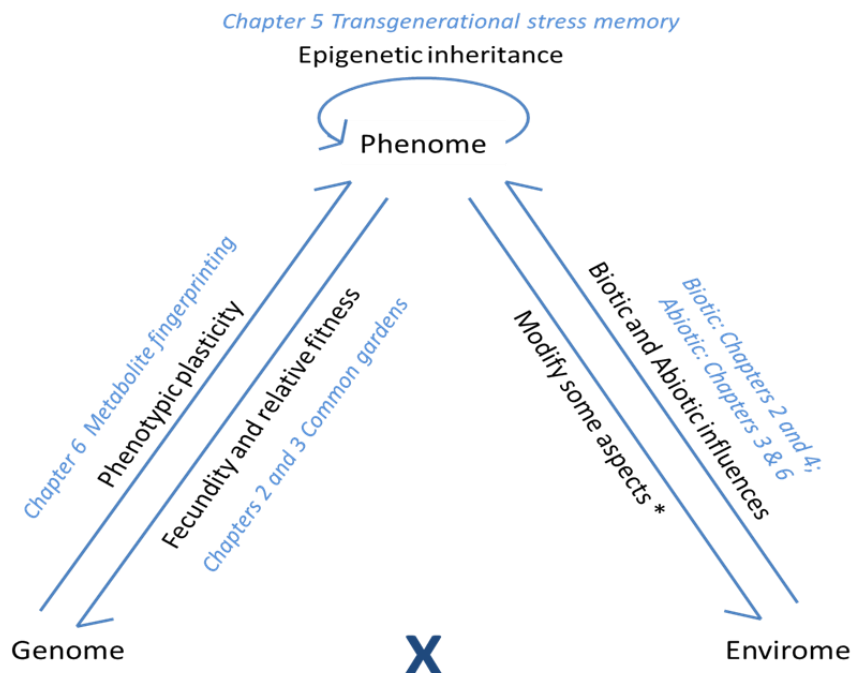 Chapter 5 Transgenerational stress memory
Epigenetic inheritance
Phenome
Chapter 6 Metabolite fingerprinting
Phenotypic plasticity
Fecundity and relative fitness
Chapters 2 and 3 Common gardens
Modify some aspects *
Biotic and Abiotic influences
Biotic: Chapters 2 and 4;
Abiotic: Chapters 3 & 6
Genome
X
Envirome